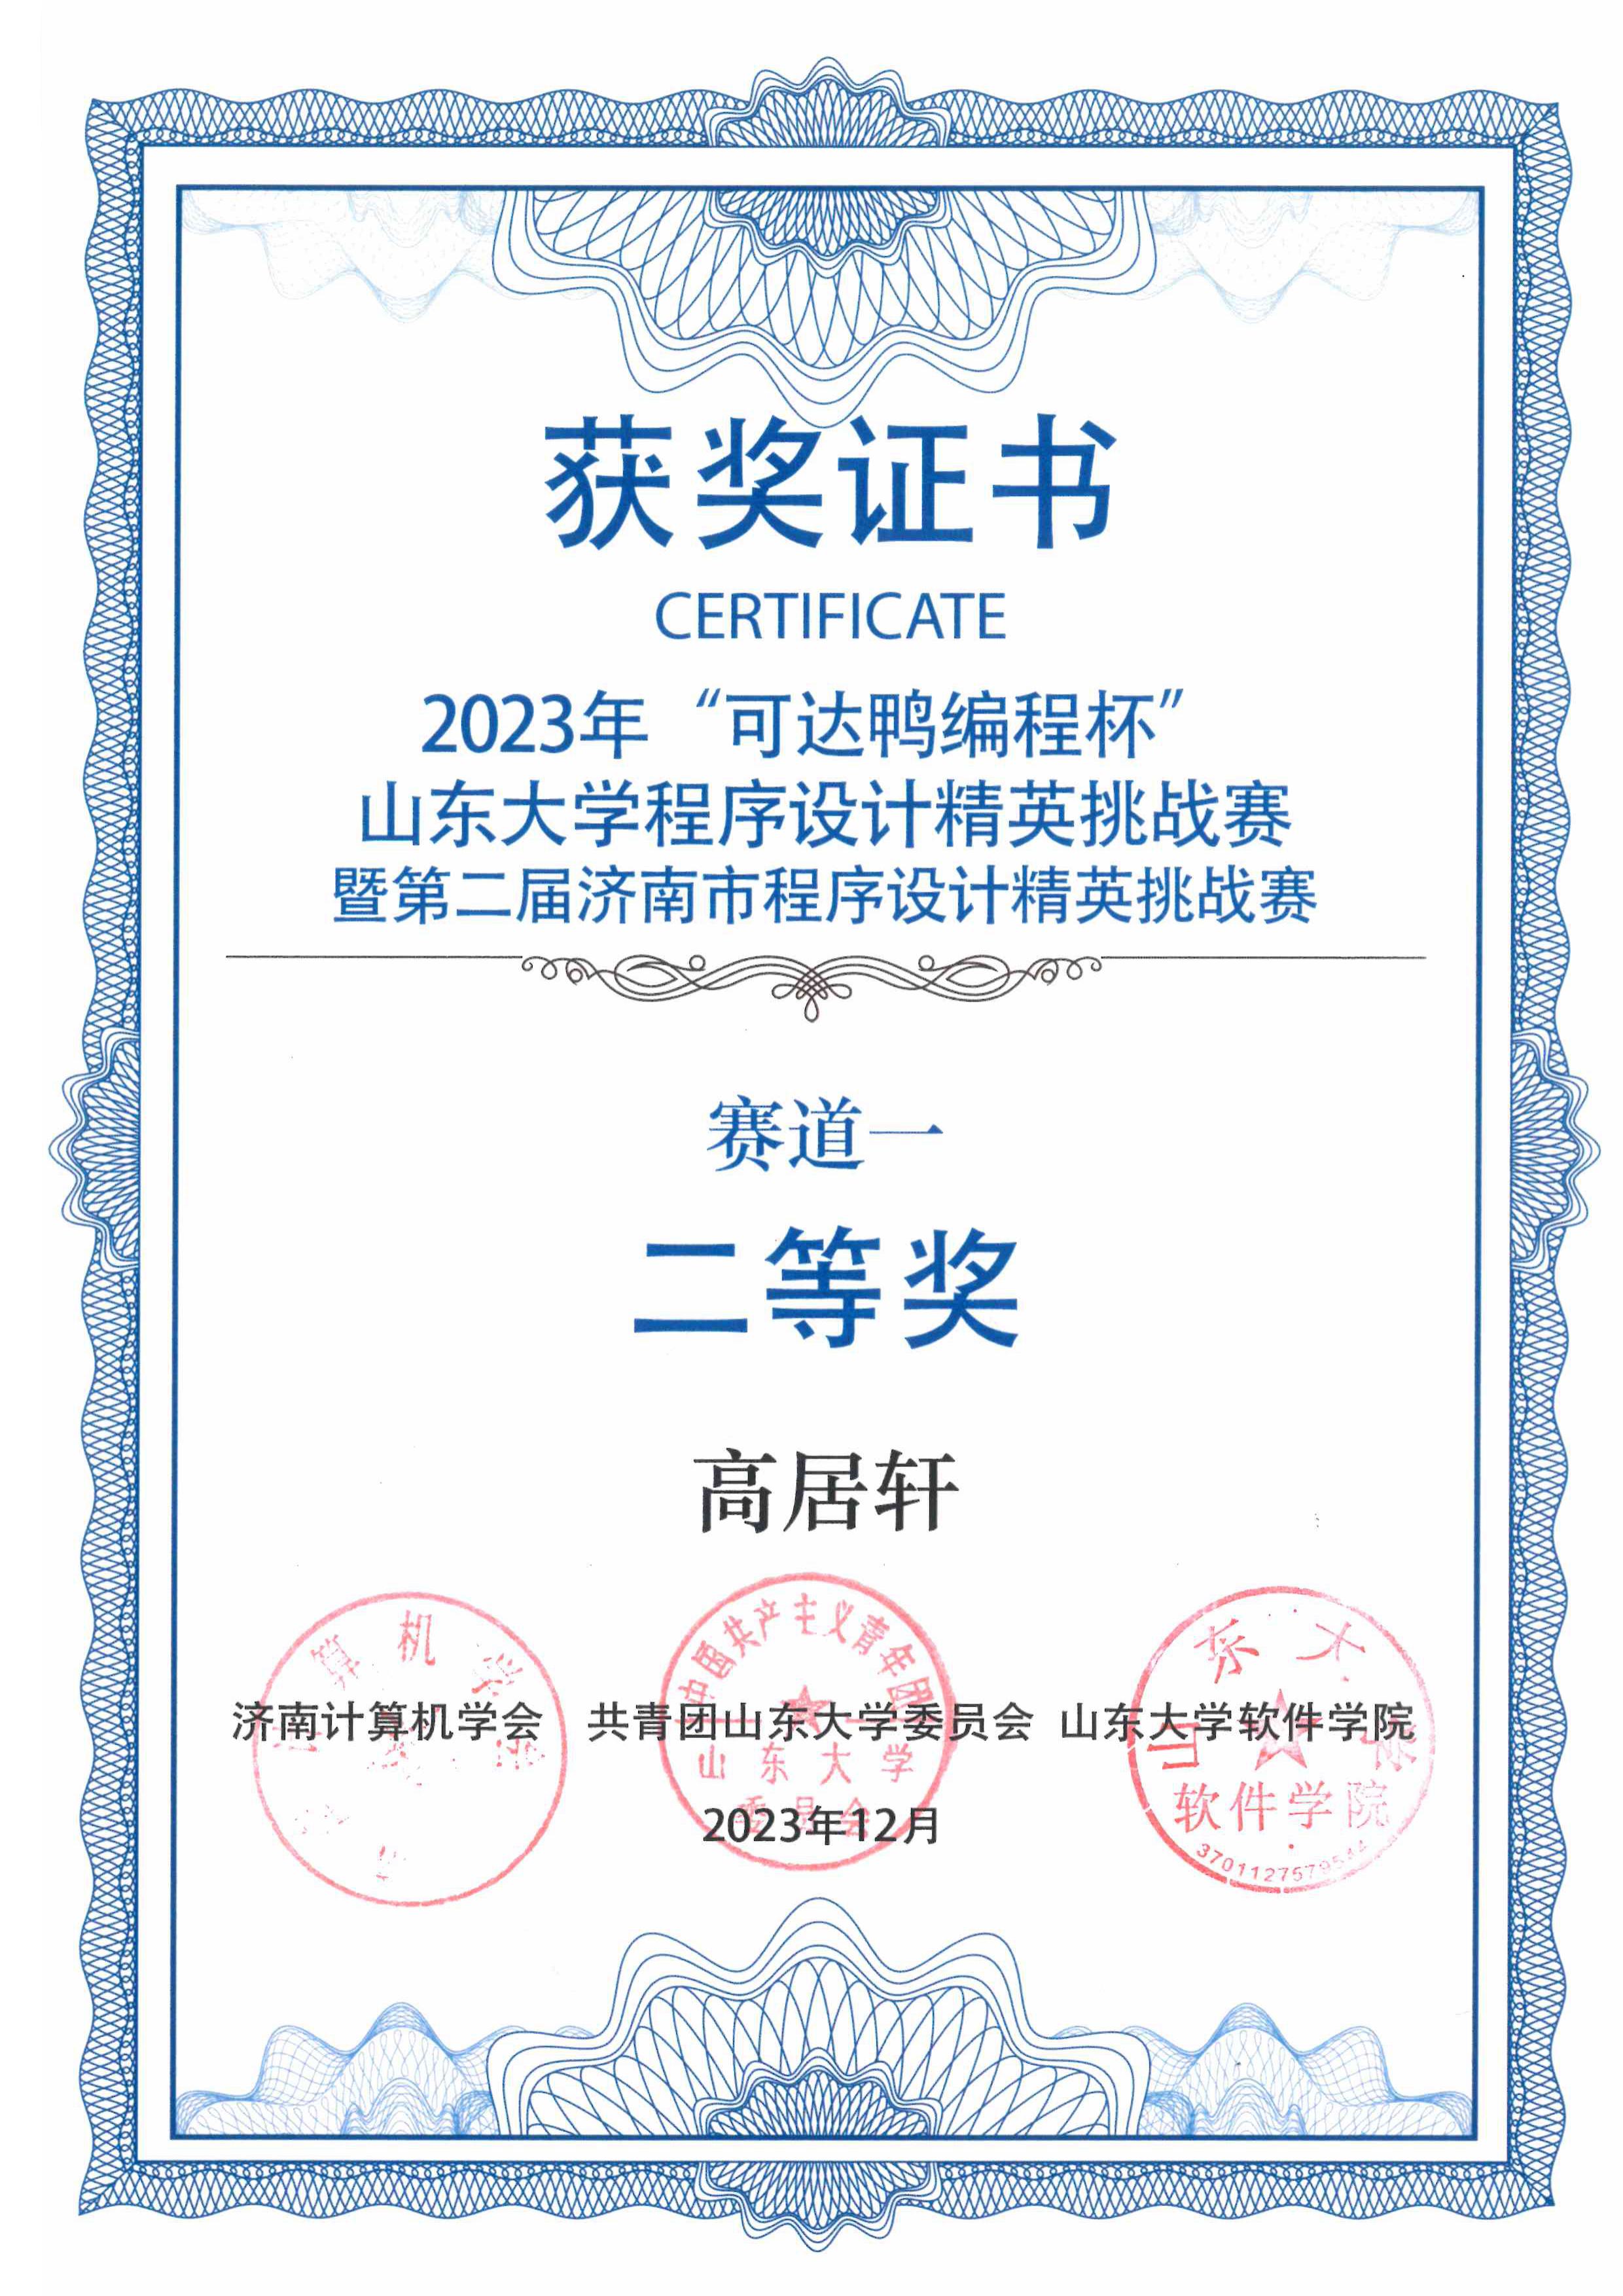 获奖证书
CERTIFICATE
2023年“可达鸭编程杯”
山东大学程序设计精英挑战赛
暨第二届济南市程序设计精英挑战赛
赛道一
二等奖
高居轩
济南计算机学会 共青团山东大学委员会 山东大学软件学院
2023年12月
算机学
中国共产主义青年团
山东大学
委员会
山东大学
软件学院